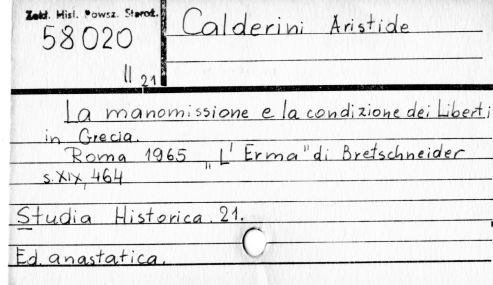 Zakł. Hist. Powsz. Staroż.
58020
II 21
Calderini Aristide
La manomissione e la condizione dei Liberti
in Grecia.
Roma 1965 "L'Erma" di Bretschneider
s. XIX, 464
Studia Historica. 21.
Ed. anastatica.